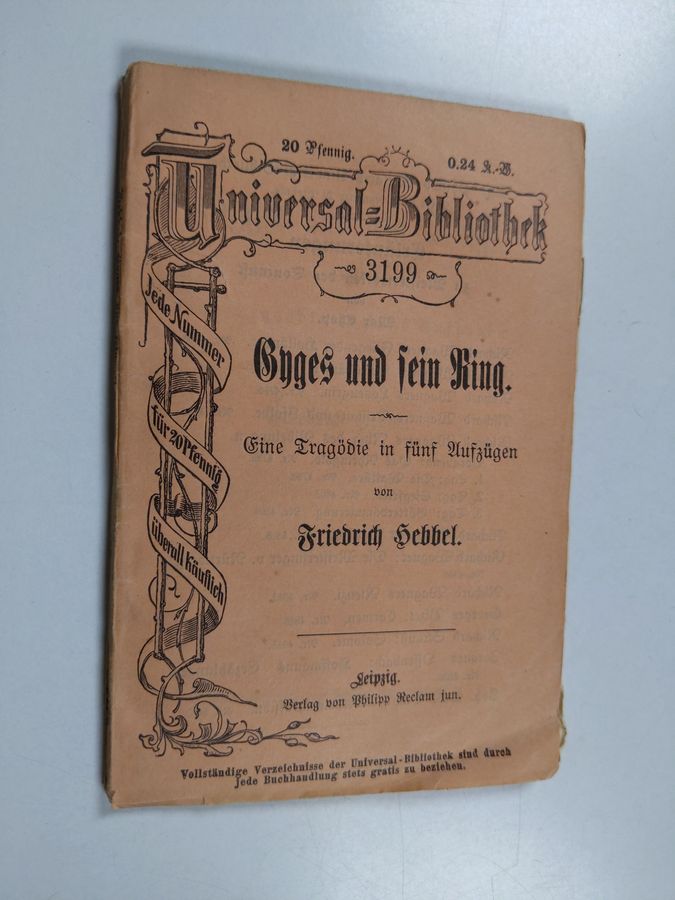 20 Pfennig. 0.24 K.-W.
Universal-Bibliothek
3199
Jede Nummer
für 20 Pfennig
überall käuflich
Gyges und sein Ring.
Eine Tragödie in fünf Aufzügen
von
Friedrich Hebbel.
Leipzig.
Verlag von Philipp Reclam jun.
Vollständige Verzeichnisse der Universal-Bibliothek sind durch
jede Buchhandlung stets gratis zu beziehen.